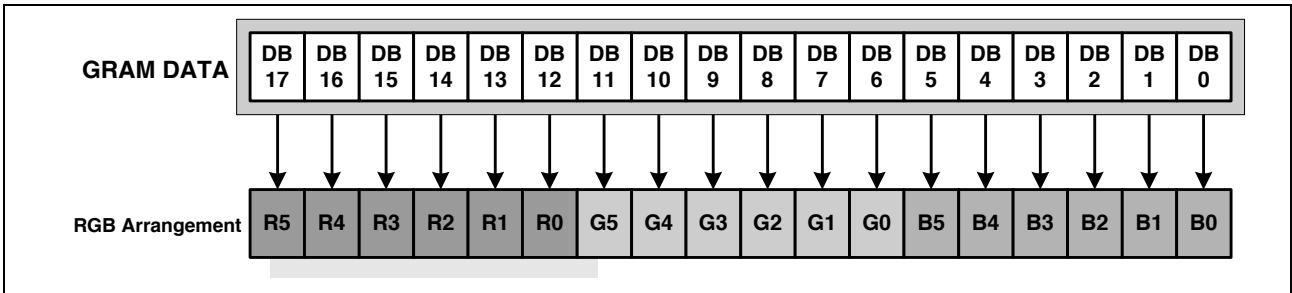 GRAM DATA DB 17 DB 16 DB 15 DB 14 DB 13 DB 12 DB 11 DB 10 DB 9 DB 8 DB 7 DB 6 DB 5 DB 4 DB 3 DB 2 DB 1 DB 0
RGB Arrangement R5 R4 R3 R2 R1 R0 G5 G4 G3 G2 G1 G0 B5 B4 B3 B2 B1 B0